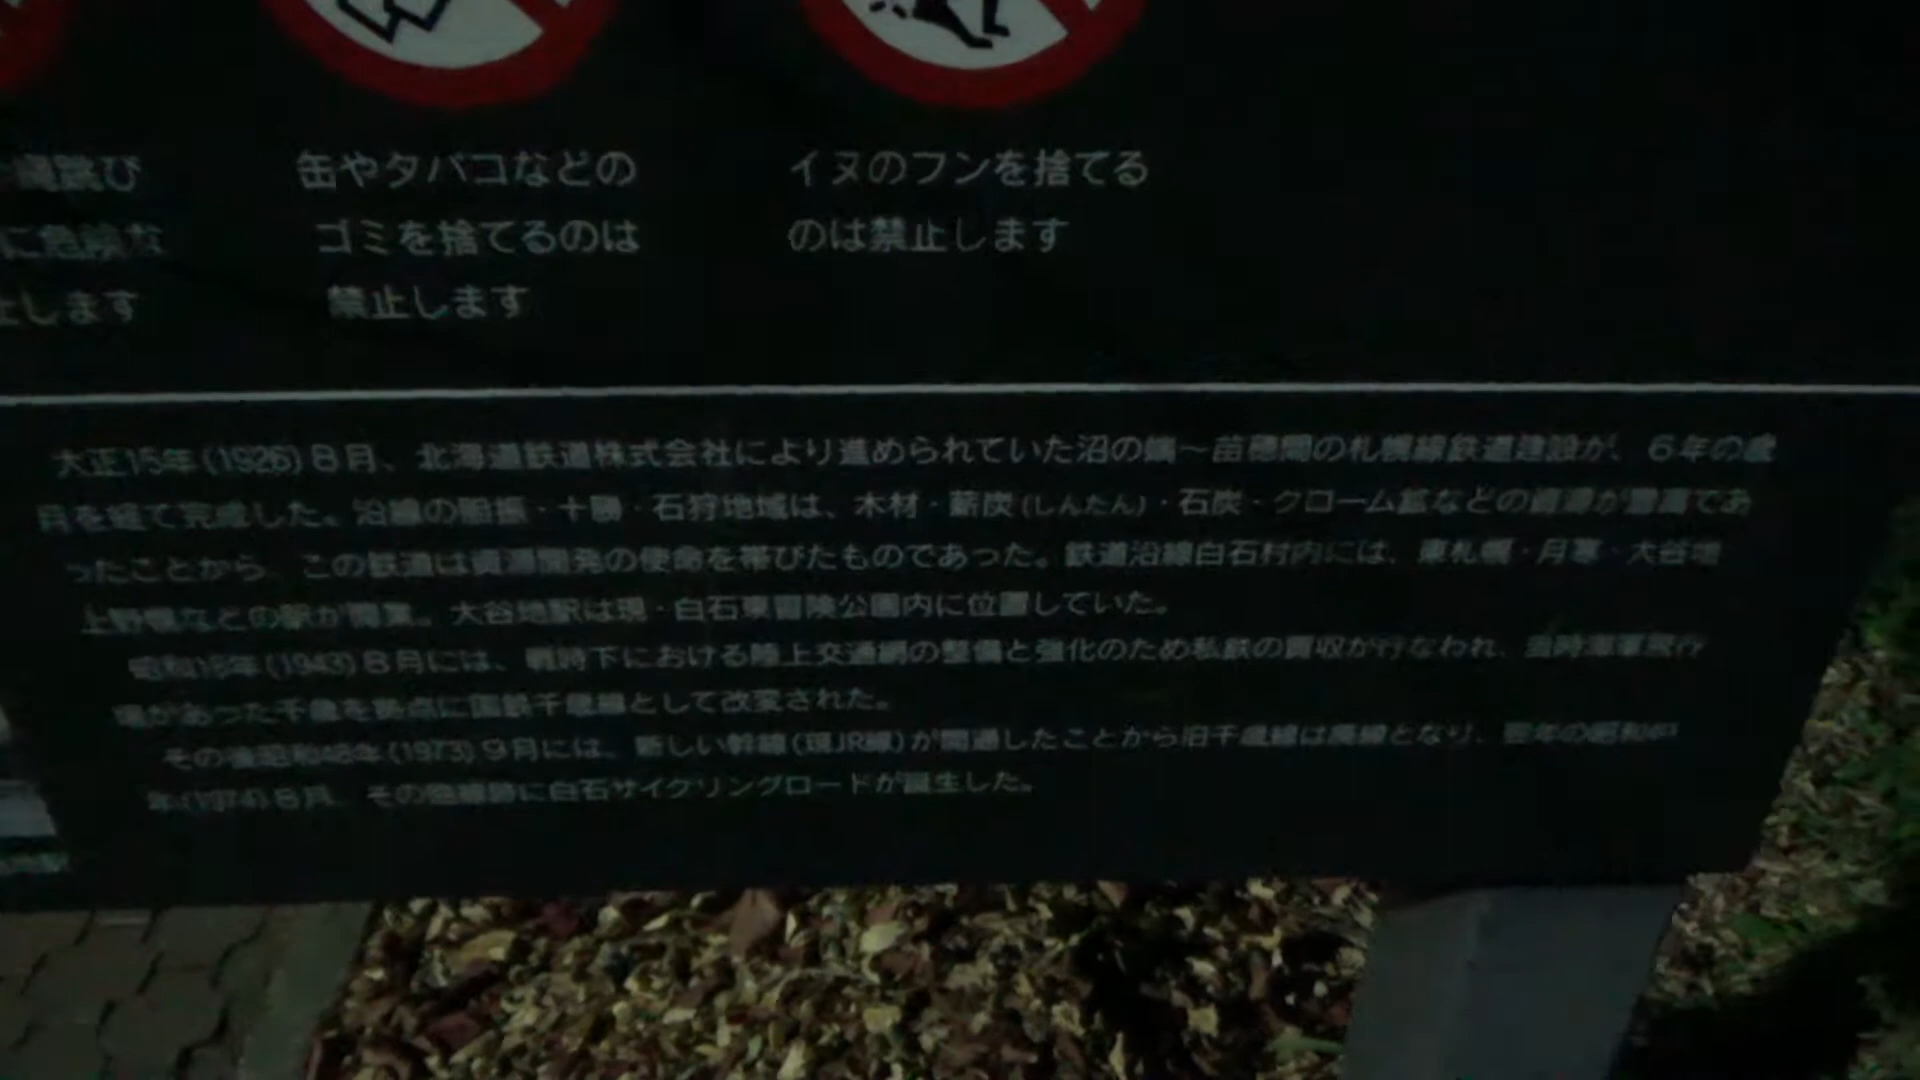 縄跳び
に危険な
止します
缶やタバコなどの
ゴミを捨てるのは
禁止します
イヌのフンを捨てる
のは禁止します
大正15年(1926)8月、北海道鉄道株式会社により進められていた沼の端～苗穂間の札幌線鉄道建設が、6年の歳
月を経て完成した。沿線の胆振・十勝・石狩地域は、木材・薪炭(しんたん)・石炭・クローム鉱などの資源が豊富であ
ったことから、この鉄道は資源開発の使命を帯びたものであった。鉄道沿線白石村内には、東札幌・月寒・大谷地
上野幌などの駅が開業。大谷地駅は現・白石東冒険公園内に位置していた。
昭和18年(1943)8月には、戦時下における陸上交通網の整備と強化のため私鉄の買収が行なわれ、当時海軍飛行
場があった千歳を拠点に国鉄千歳線として改変された。
その後昭和48年(1973)9月には、新しい幹線(現JR線)が開通したことから旧千歳線は廃線となり、翌年の昭和49
年(1974)8月、その廃線跡に白石サイクリングロードが誕生した。